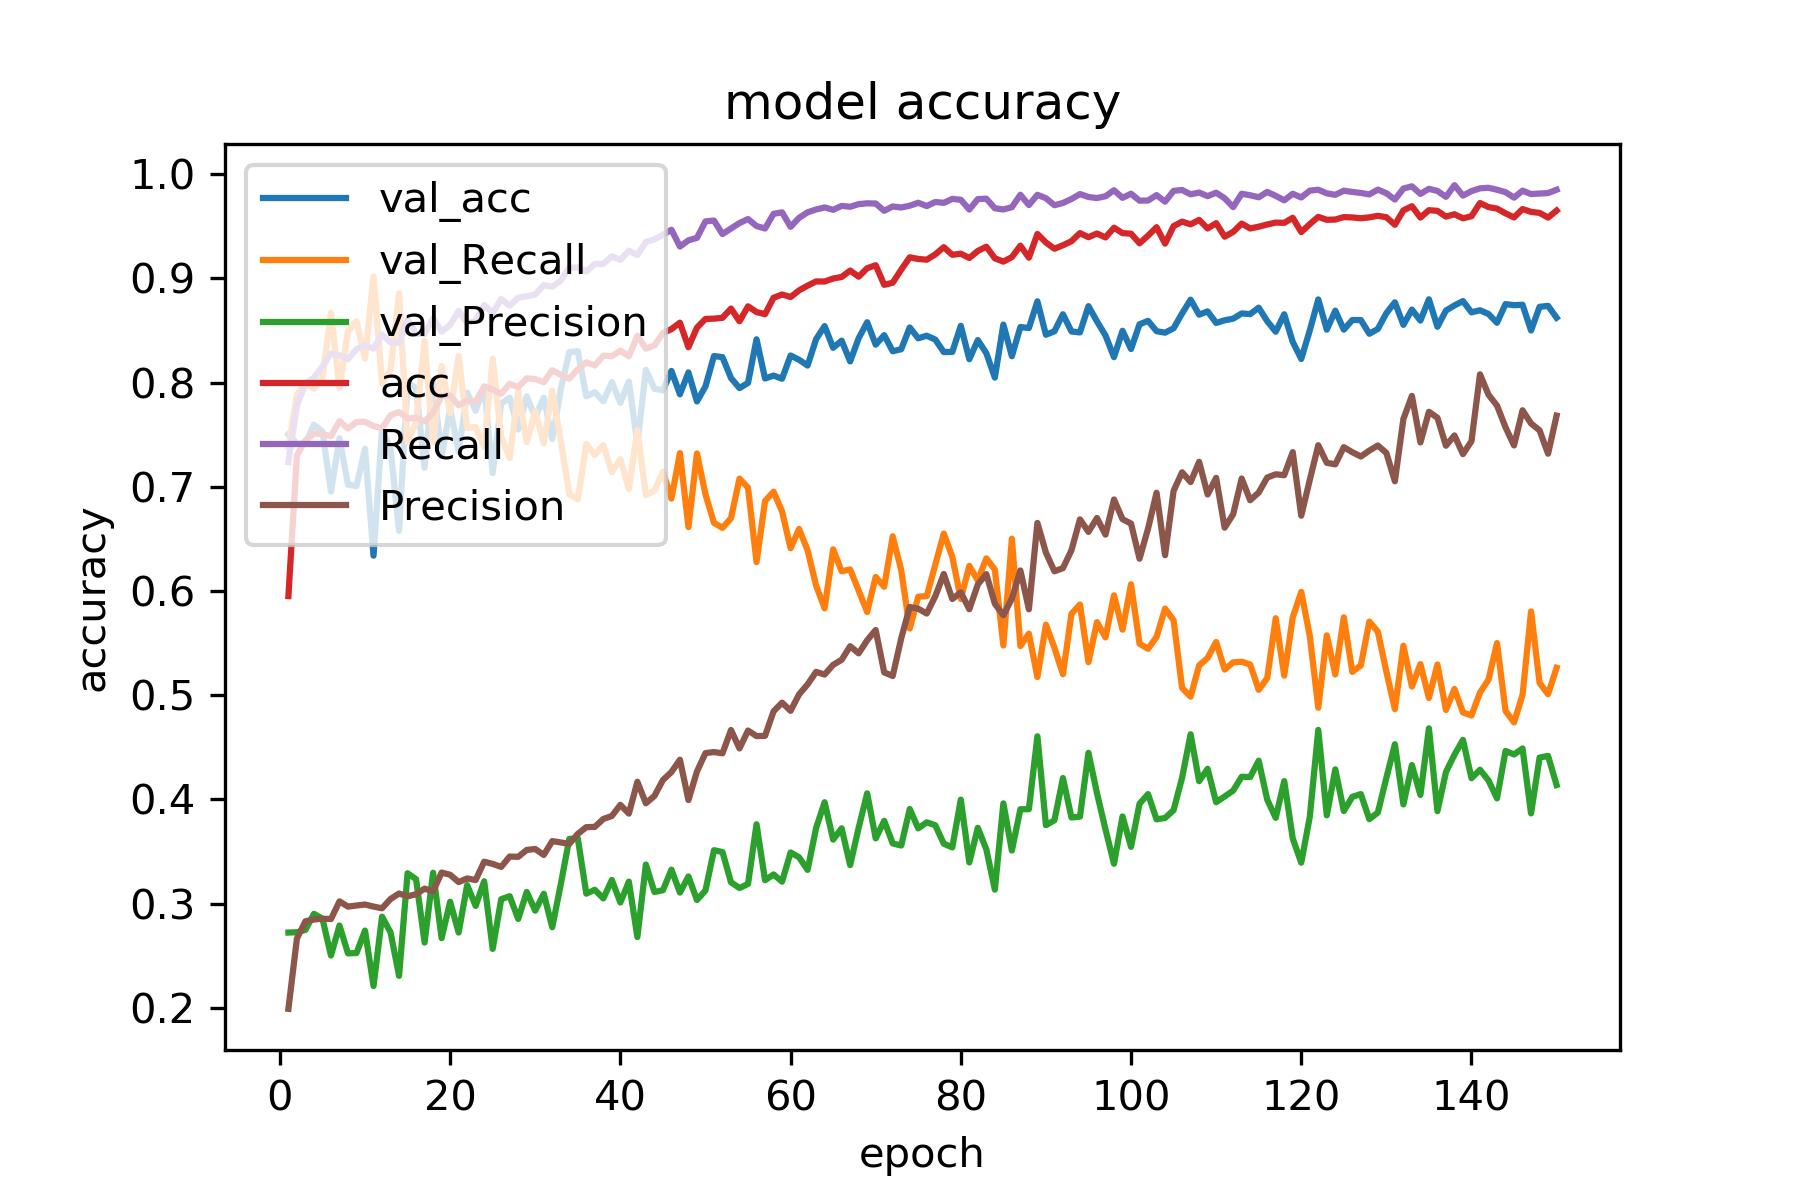 model accuracy
val_acc
val_Recall
val_Precision
acc
Recall
Precision
accuracy
1.0
0.9
0.8
0.7
0.6
0.5
0.4
0.3
0.2
0 20 40 60 80 100 120 140
epoch